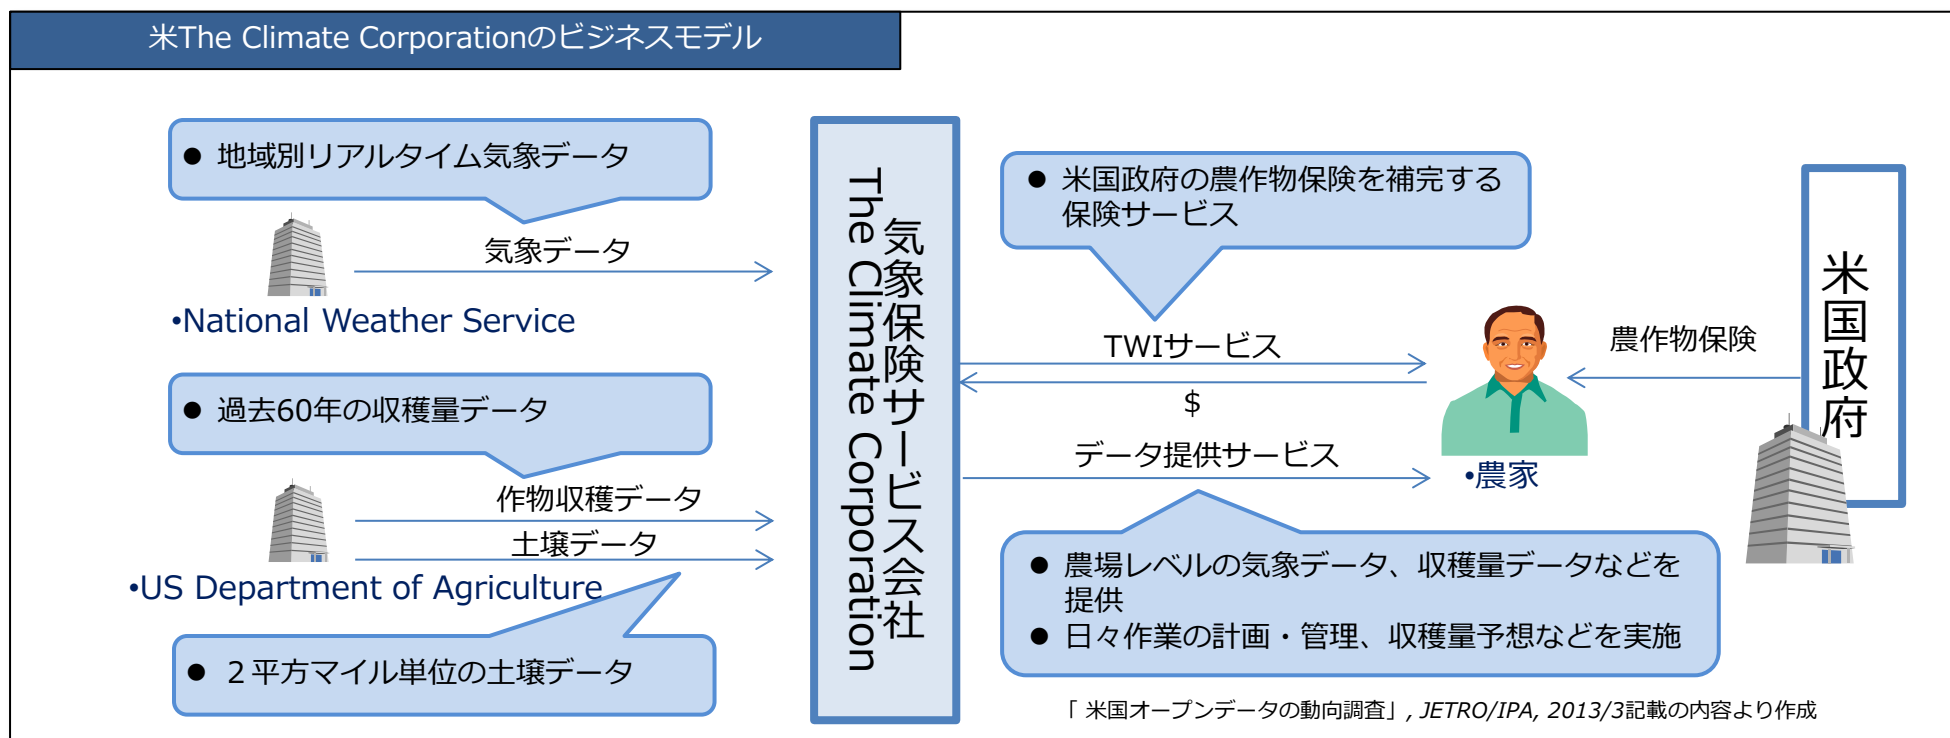 米The Climate Corporationのビジネスモデル
● 地域別リアルタイム気象データ
気象データ
•National Weather Service
● 過去60年の収穫量データ
作物収穫データ
土壌データ
•US Department of Agriculture
● ２平方マイル単位の土壌データ
気象保険サービス会社
The Climate Corporation
● 米国政府の農作物保険を補完する
保険サービス
TWIサービス
$
データ提供サービス
•農家
農作物保険
米国政府
● 農場レベルの気象データ、収穫量データなどを
提供
● 日々作業の計画・管理、収穫量予想などを実施
「 米国オープンデータの動向調査」, JETRO/IPA, 2013/3記載の内容より作成